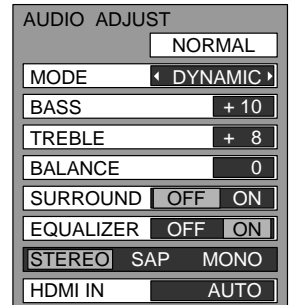 AUDIO ADJUST
NORMAL
MODE DYNAMIC
BASS + 10
TREBLE + 8
BALANCE 0
SURROUND OFF ON
EQUALIZER OFF ON
STEREO SAP MONO
HDMI IN AUTO